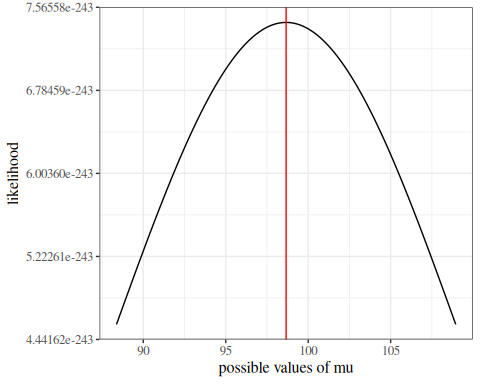 7.56558e-243
6.78459e-243
6.00360e-243
5.22261e-243
4.44162e-243
likelihood
90 95 100 105
possible values of mu